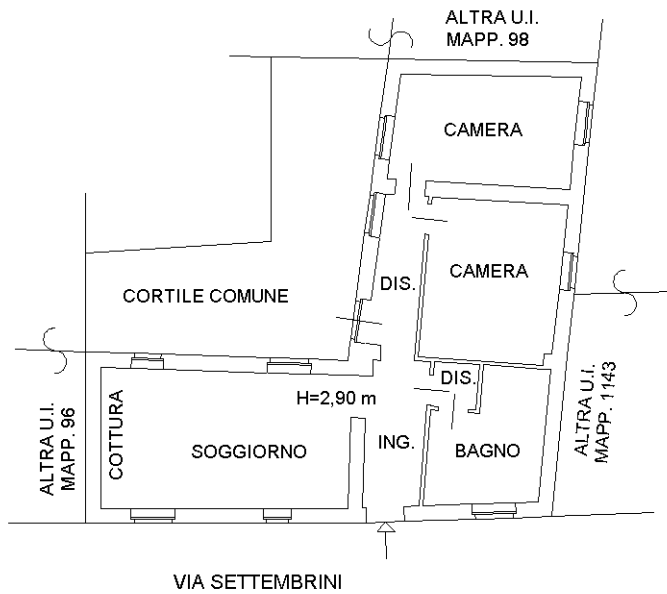 ALTRA U.I.
MAPP. 98
CAMERA
CAMERA
DIS.
CORTILE COMUNE
DIS.
H=2,90 m
COTTURA
SOGGIORNO
ING.
BAGNO
ALTRA U.I.
MAPP. 96
ALTRA U.I.
MAPP. 1143
VIA SETTEMBRINI